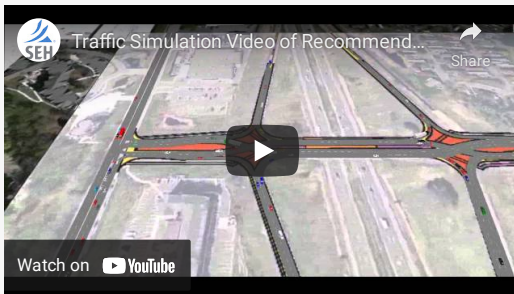 SEH
Traffic Simulation Video of Recommend...
Share
Watch on YouTube